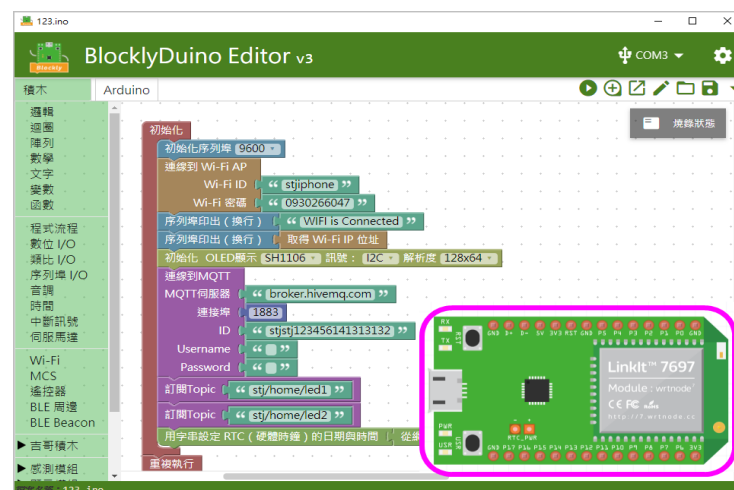 123.ino
BlocklyDuino Editor v3
COM3
Blockly
積木 Arduino
燒錄狀態
邏輯
迴圈
陣列
數學
文字
變數
函數
程式流程
數位 I/O
類比 I/O
序列埠 I/O
音調
時間
中斷訊號
伺服馬達
Wi-Fi
MCS
遙控器
BLE 周邊
BLE Beacon
吉哥積木
感測模組
初始化
初始化序列埠 9600
連線到 Wi-Fi AP
Wi-Fi ID “ stjiphone ”
Wi-Fi 密碼 “ 0930266047 ”
序列埠印出（換行） “ WIFI is Connected ”
序列埠印出（換行） 取得 Wi-Fi IP 位址
初始化 OLED顯示 SH1106 訊號： I2C 解析度 128x64
連線到MQTT
MQTT伺服器 “ broker.hivemq.com ”
連接埠 1883
ID “ stjstj123456141313132 ”
Username “ ”
Password “ ”
訂閱Topic “ stj/home/led1 ”
訂閱Topic “ stj/home/led2 ”
用字串設定 RTC（硬體時鐘）的日期與時間
重複執行
RX
TX
RST
GND D+ D- 5V 3V3 RST GND P5 P4 P3 P2 P1 P0 GND
LinkIt™ 7697
Module : wrtnode
CE FC
http://7.wrtnode.cc
RTC_PWR
PWR
USR
USR
GND P17 P16 P15 P14 P13 P12 P11 P10 P9 P8 P7 P6 3V3